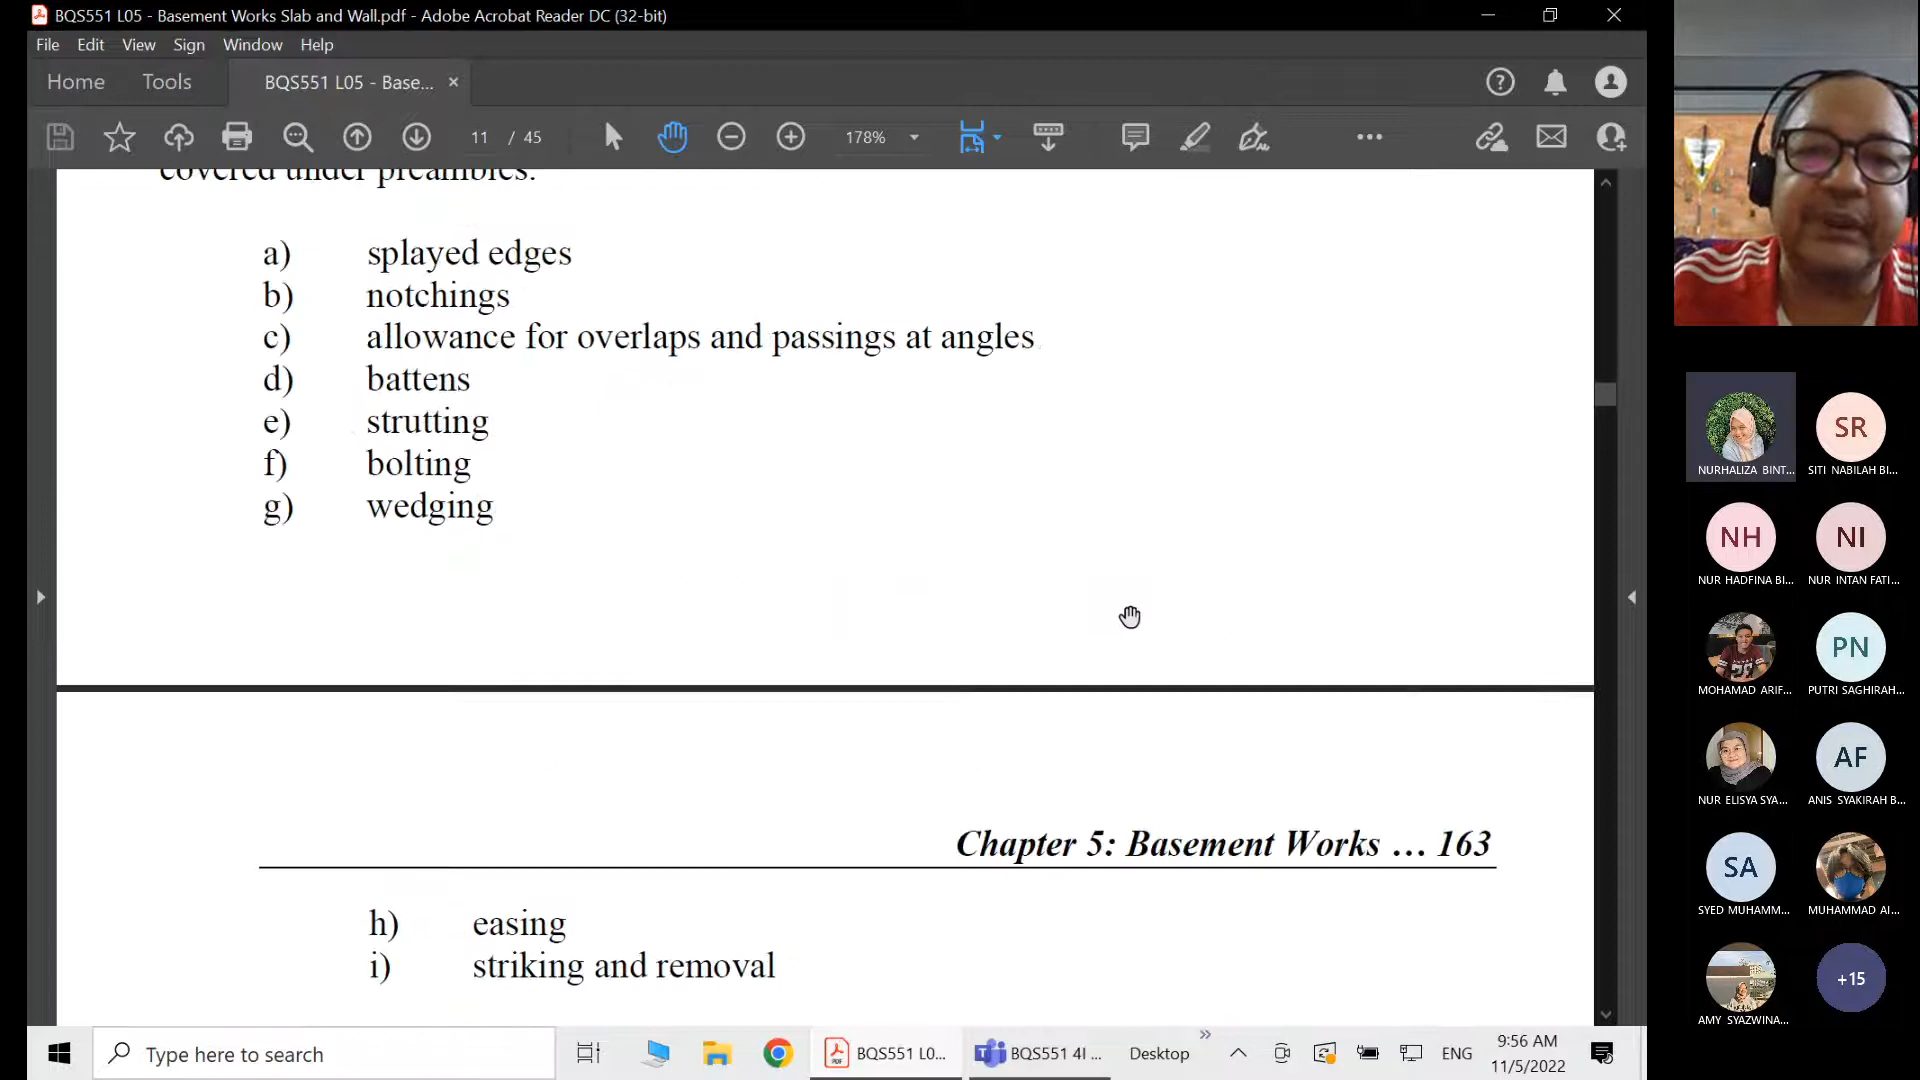 BQS551 L05 - Basement Works Slab and Wall.pdf - Adobe Acrobat Reader DC (32-bit)
File Edit View Sign Window Help
Home Tools BQS551 L05 - Base... ×
11 / 45 178%
covered under preambles:
a) splayed edges
b) notchings
c) allowance for overlaps and passings at angles
d) battens
e) strutting
f) bolting
g) wedging
Chapter 5: Basement Works … 163
h) easing
i) striking and removal
NURHALIZA BINT...
SR
SITI NABILAH BI...
NH
NUR HADFINA BI...
NI
NUR INTAN FATI...
MOHAMAD ARIF...
PN
PUTRI SAGHIRAH...
NUR ELISYA SYA...
AF
ANIS SYAKIRAH B...
SA
SYED MUHAMM...
MUHAMMAD AI...
AMY SYAZWINA...
+15
Type here to search
BQS551 L0...
BQS551 4I ...
Desktop
ENG
9:56 AM
11/5/2022